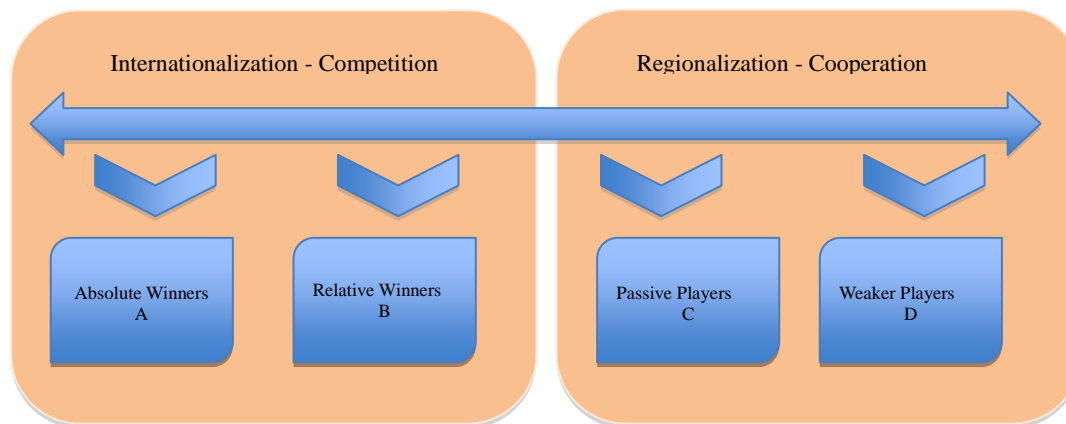 Internationalization - Competition
Regionalization - Cooperation
Absolute Winners
A
Relative Winners
B
Passive Players
C
Weaker Players
D